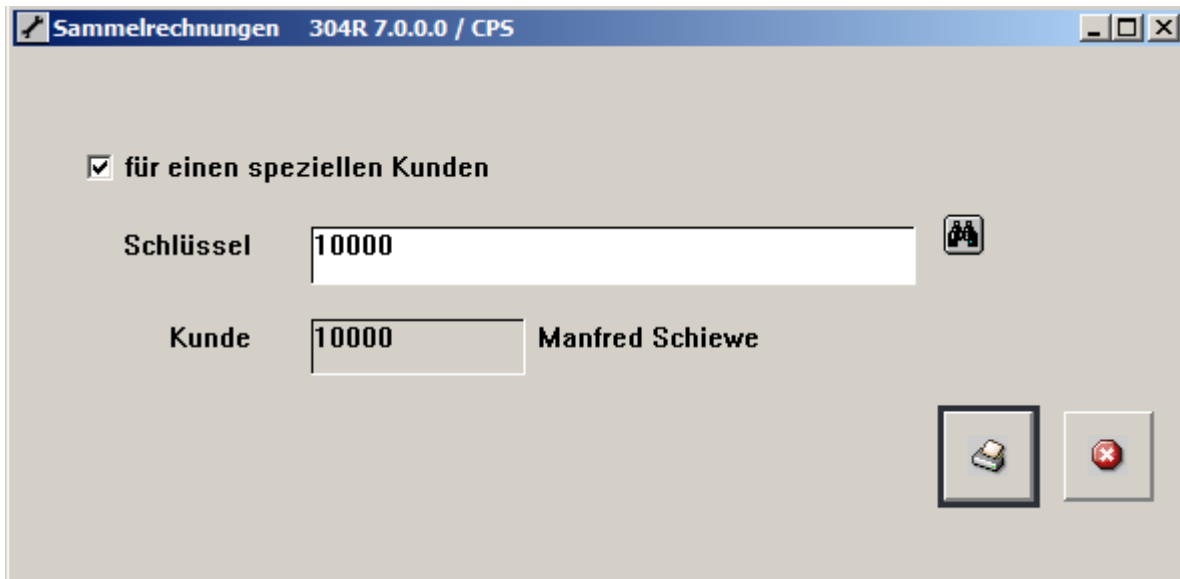 Sammelrechnungen 304R 7.0.0.0 / CPS
für einen speziellen Kunden
Schlüssel 10000
Kunde 10000 Manfred Schiewe